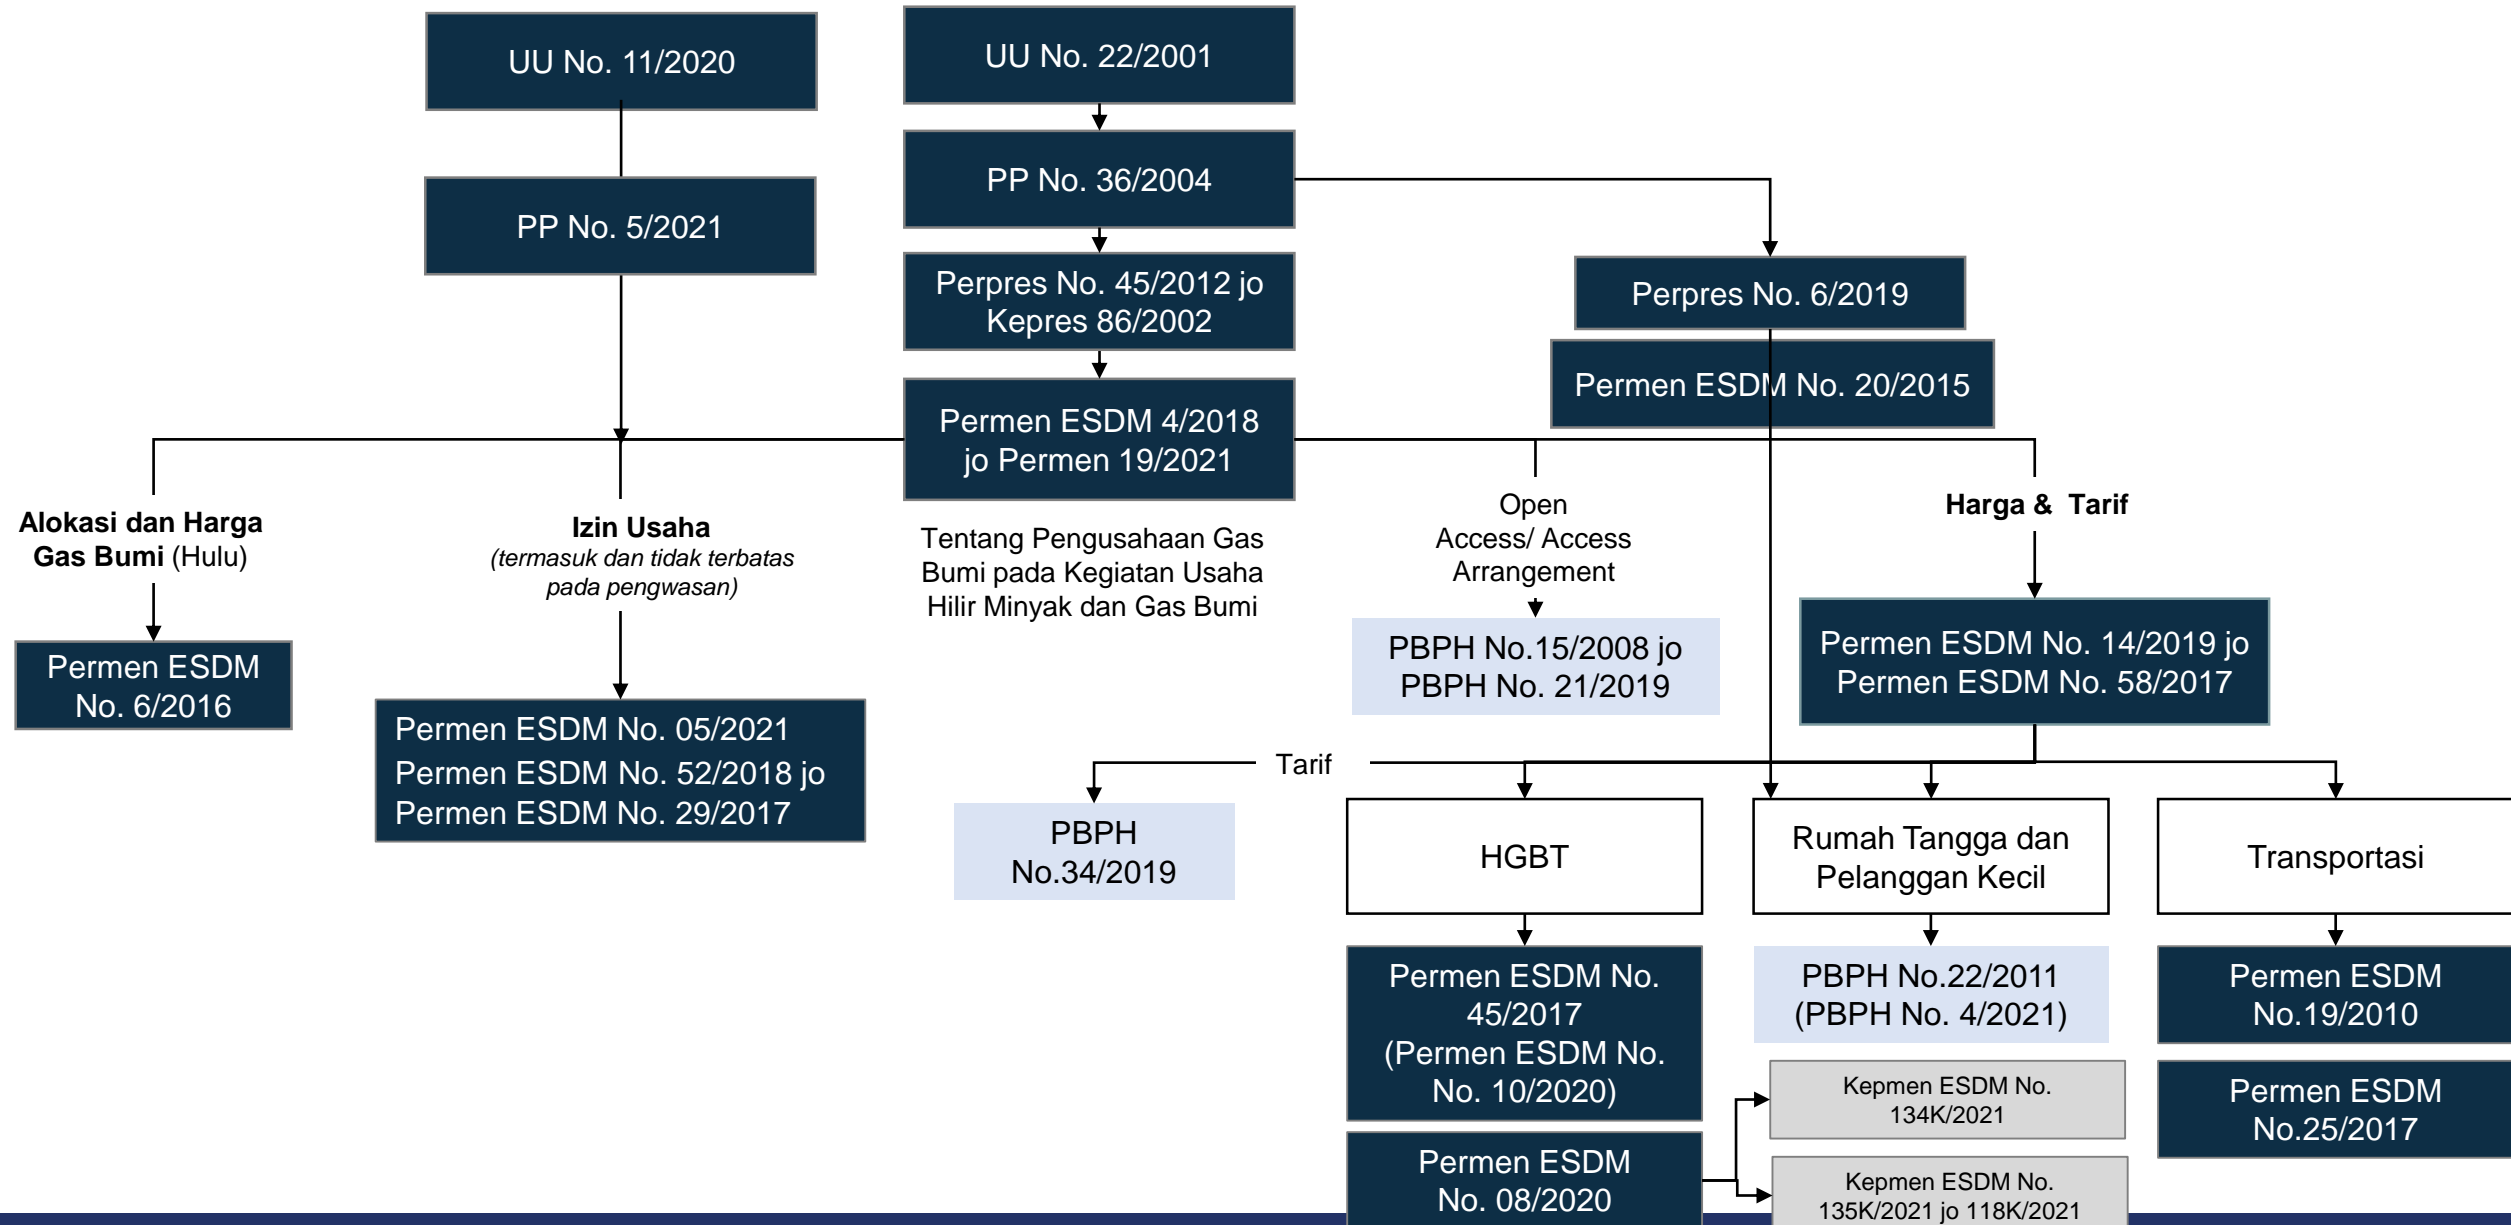 UU No. 11/2020
UU No. 22/2001
PP No. 36/2004
PP No. 5/2021
Perpres No. 45/2012 jo
Kepres 86/2002
Perpres No. 6/2019
Permen ESDM No. 20/2015
Permen ESDM 4/2018
jo Permen 19/2021
Tentang Pengusahaan Gas
Bumi pada Kegiatan Usaha
Hilir Minyak dan Gas Bumi
Alokasi dan Harga
Gas Bumi (Hulu)
Permen ESDM
No. 6/2016
Izin Usaha
(termasuk dan tidak terbatas
pada pengwasan)
Permen ESDM No. 05/2021
Permen ESDM No. 52/2018 jo
Permen ESDM No. 29/2017
Open
Access/ Access
Arrangement
PBPH No.15/2008 jo
PBPH No. 21/2019
Harga & Tarif
Permen ESDM No. 14/2019 jo
Permen ESDM No. 58/2017
Tarif
PBPH
No.34/2019
HGBT
Rumah Tangga dan
Pelanggan Kecil
Transportasi
Permen ESDM No.
45/2017
(Permen ESDM No.
No. 10/2020)
Permen ESDM
No. 08/2020
PBPH No.22/2011
(PBPH No. 4/2021)
Kepmen ESDM No.
134K/2021
Kepmen ESDM No.
135K/2021 jo 118K/2021
Permen ESDM
No.19/2010
Permen ESDM
No.25/2017